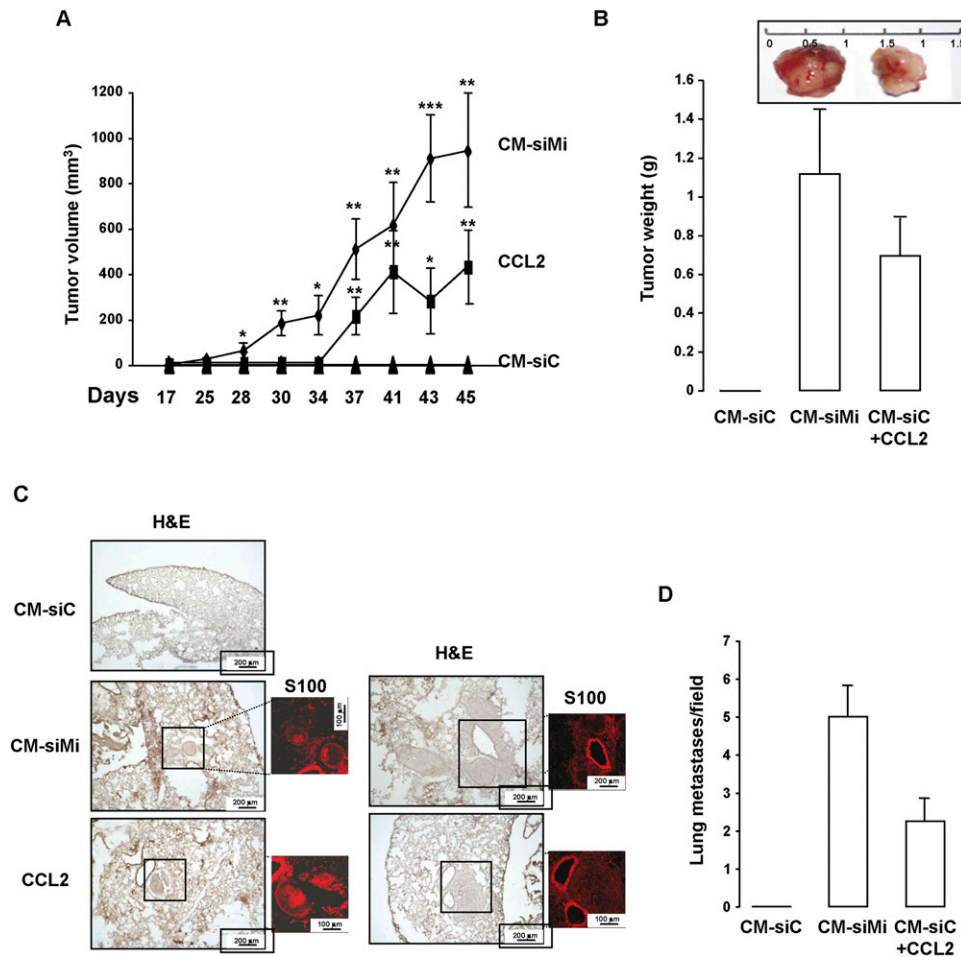 A
Tumor volume (mm³)
1200
1000
800
600
400
200
0
** 
***
**
**
**
*
**
*
**
*
**
CM-siMi
CCL2
CM-siC
Days 17 25 28 30 34 37 41 43 45
B
0 0.5 1 1.5 1 1.5
Tumor weight (g)
1.6
1.4
1.2
1
0.8
0.6
0.4
0.2
0
CM-siC CM-siMi CM-siC
+CCL2
C
H&E
CM-siC
200 µm
CM-siMi
S100
100 µm
200 µm
CCL2
100 µm
200 µm
H&E
S100
200 µm
200 µm
100 µm
200 µm
D
Lung metastases/field
7
6
5
4
3
2
1
0
CM-siC CM-siMi CM-siC
+CCL2